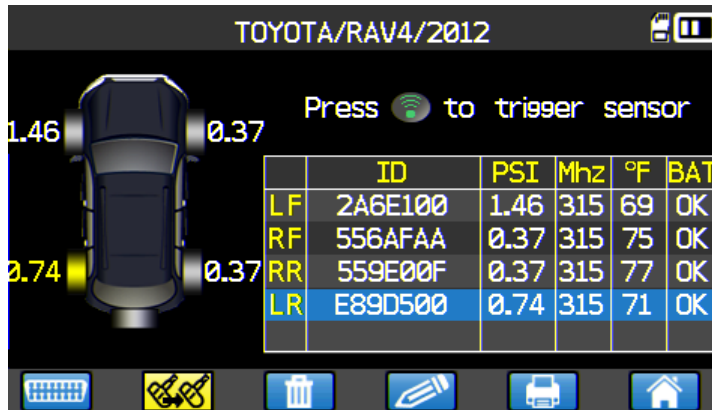 TOYOTA/RAV4/2012
Press to trigger sensor
1.46 0.37
ID PSI Mhz °F BAT
LF 2A6E100 1.46 315 69 OK
RF 556AFAA 0.37 315 75 OK
0.74 0.37
RR 559E00F 0.37 315 77 OK
LR E89D500 0.74 315 71 OK